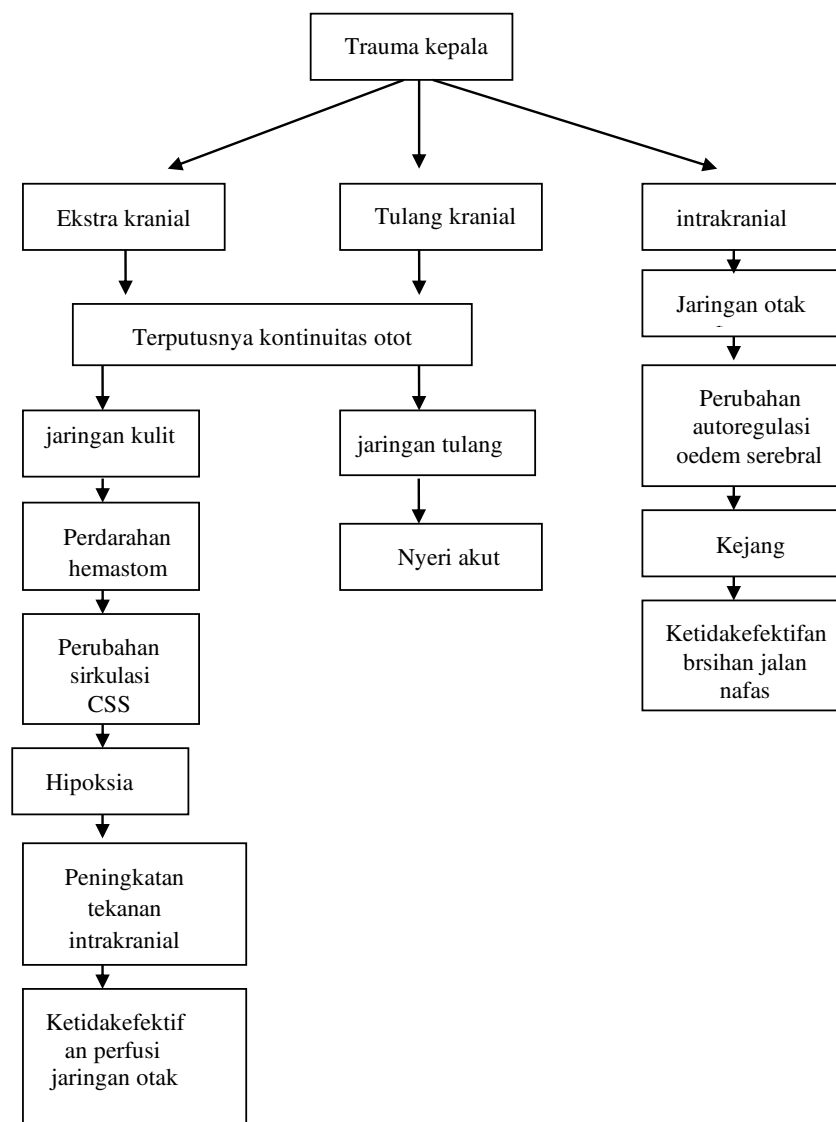 Trauma kepala
Ekstra kranial
Tulang kranial
intrakranial
Terputusnya kontinuitas otot
Jaringan otak
jaringan kulit
jaringan tulang
Perubahan
autoregulasi
oedem serebral
Perdarahan
hemastom
Nyeri akut
Kejang
Perubahan
sirkulasi
CSS
Ketidakefektifan
brsihan jalan
nafas
Hipoksia
Peningkatan
tekanan
intrakranial
Ketidakefektif
an perfusi
jaringan otak